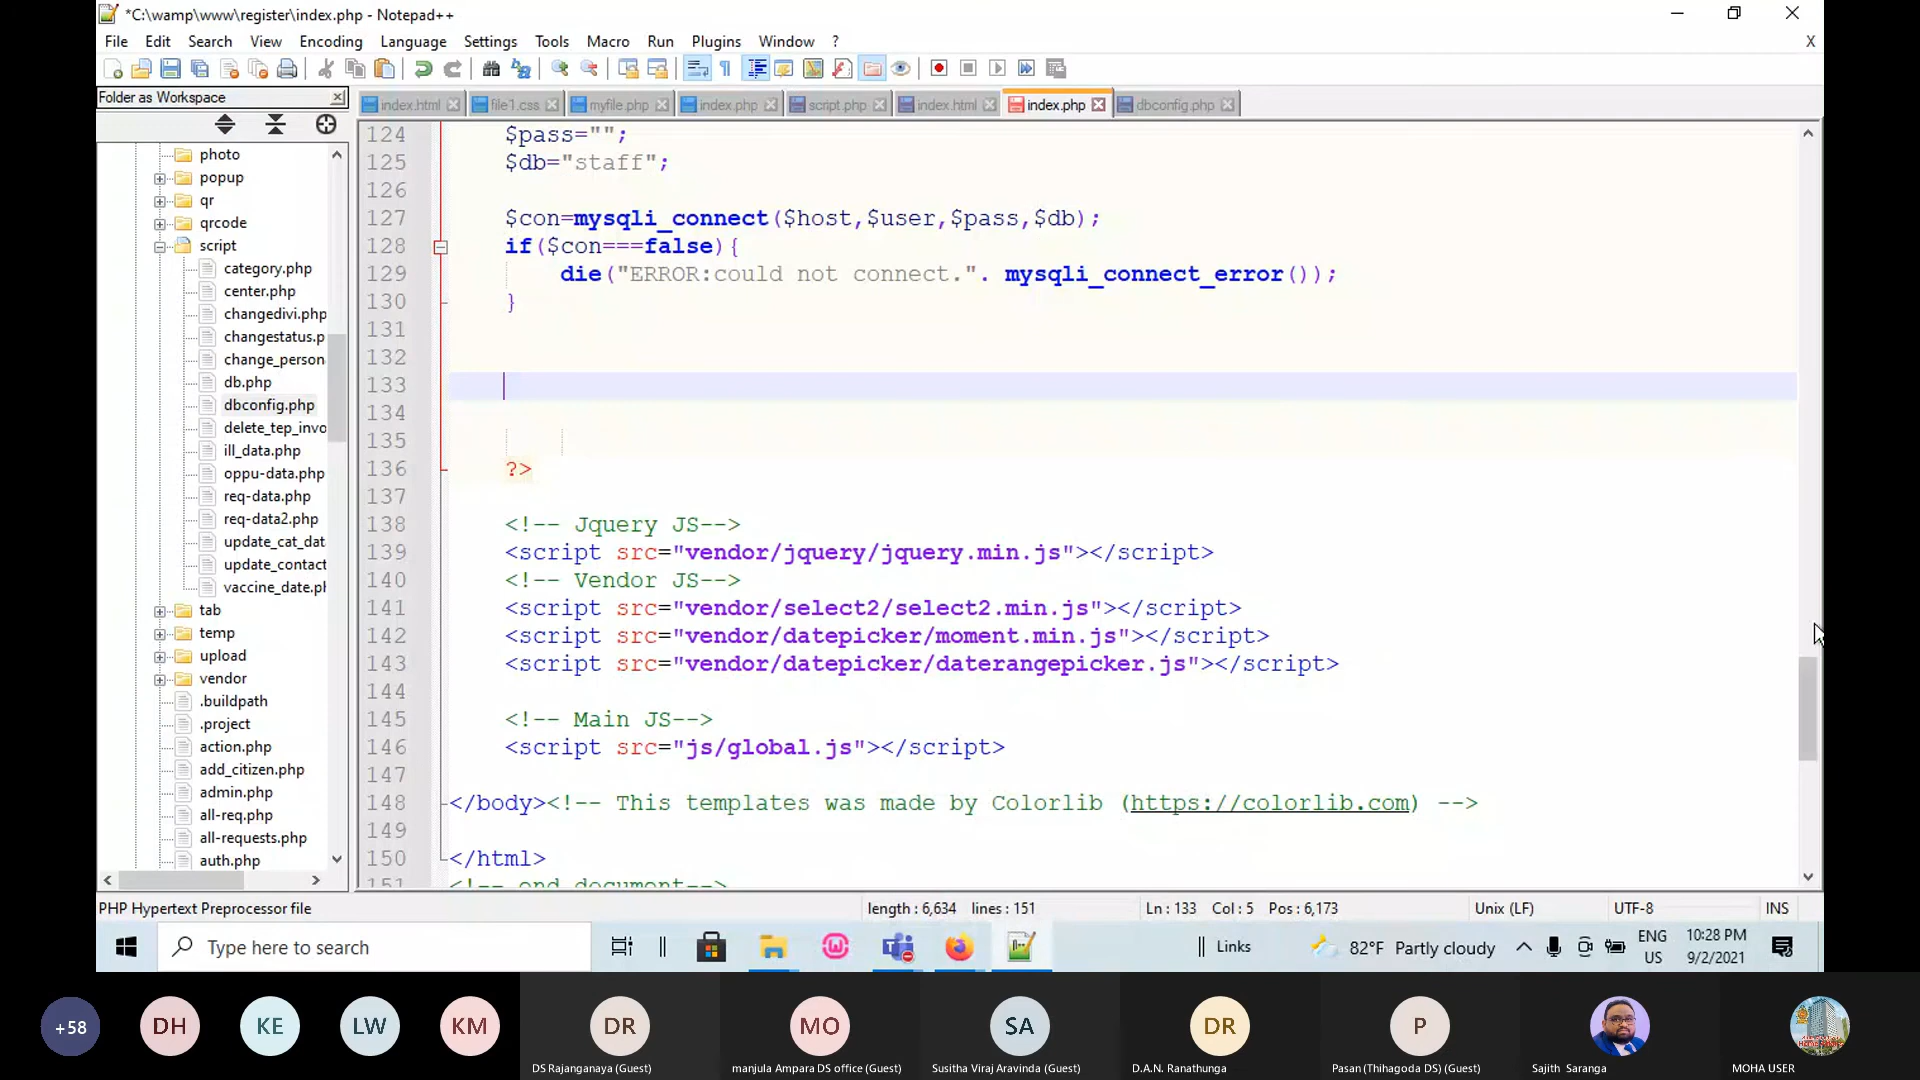 *C:\wamp\www\register\index.php - Notepad++
File Edit Search View Encoding Language Settings Tools Macro Run Plugins Window ? X
Folder as Workspace
index.html file1.css myfile.php index.php script.php index.html index.php dbconfig.php
photo
popup
qr
qrcode
script
category.php
center.php
changedivi.php
changestatus.p
change_person
db.php
dbconfig.php
delete_tep_invo
ill_data.php
oppu-data.php
req-data.php
req-data2.php
update_cat_dat
update_contact
vaccine_date.ph
tab
temp
upload
vendor
.buildpath
.project
action.php
add_citizen.php
admin.php
all-req.php
all-requests.php
auth.php
124 $pass="";
125 $db="staff";
126
127 $con=mysqli_connect($host,$user,$pass,$db);
128 if($con===false){
129 die("ERROR:could not connect.". mysqli_connect_error());
130 }
131
132
133
134
135
136 ?>
137
138 <!-- Jquery JS-->
139 <script src="vendor/jquery/jquery.min.js"></script>
140 <!-- Vendor JS-->
141 <script src="vendor/select2/select2.min.js"></script>
142 <script src="vendor/datepicker/moment.min.js"></script>
143 <script src="vendor/datepicker/daterangepicker.js"></script>
144
145 <!-- Main JS-->
146 <script src="js/global.js"></script>
147
148 </body><!-- This templates was made by Colorlib (https://colorlib.com) -->
149
150 </html>
151 <!-- end document-->
PHP Hypertext Preprocessor file length : 6,634 lines : 151 Ln : 133 Col : 5 Pos : 6,173 Unix (LF) UTF-8 INS
Type here to search Links 82°F Partly cloudy ENG US 10:28 PM 9/2/2021
+58 DH KE LW KM DR MO SA DR P
DS Rajanganaya (Guest) manjula Ampara DS office (Guest) Susitha Viraj Aravinda (Guest) D.A.N. Ranathunga Pasan (Thihagoda DS) (Guest) Sajith Saranga MOHA USER